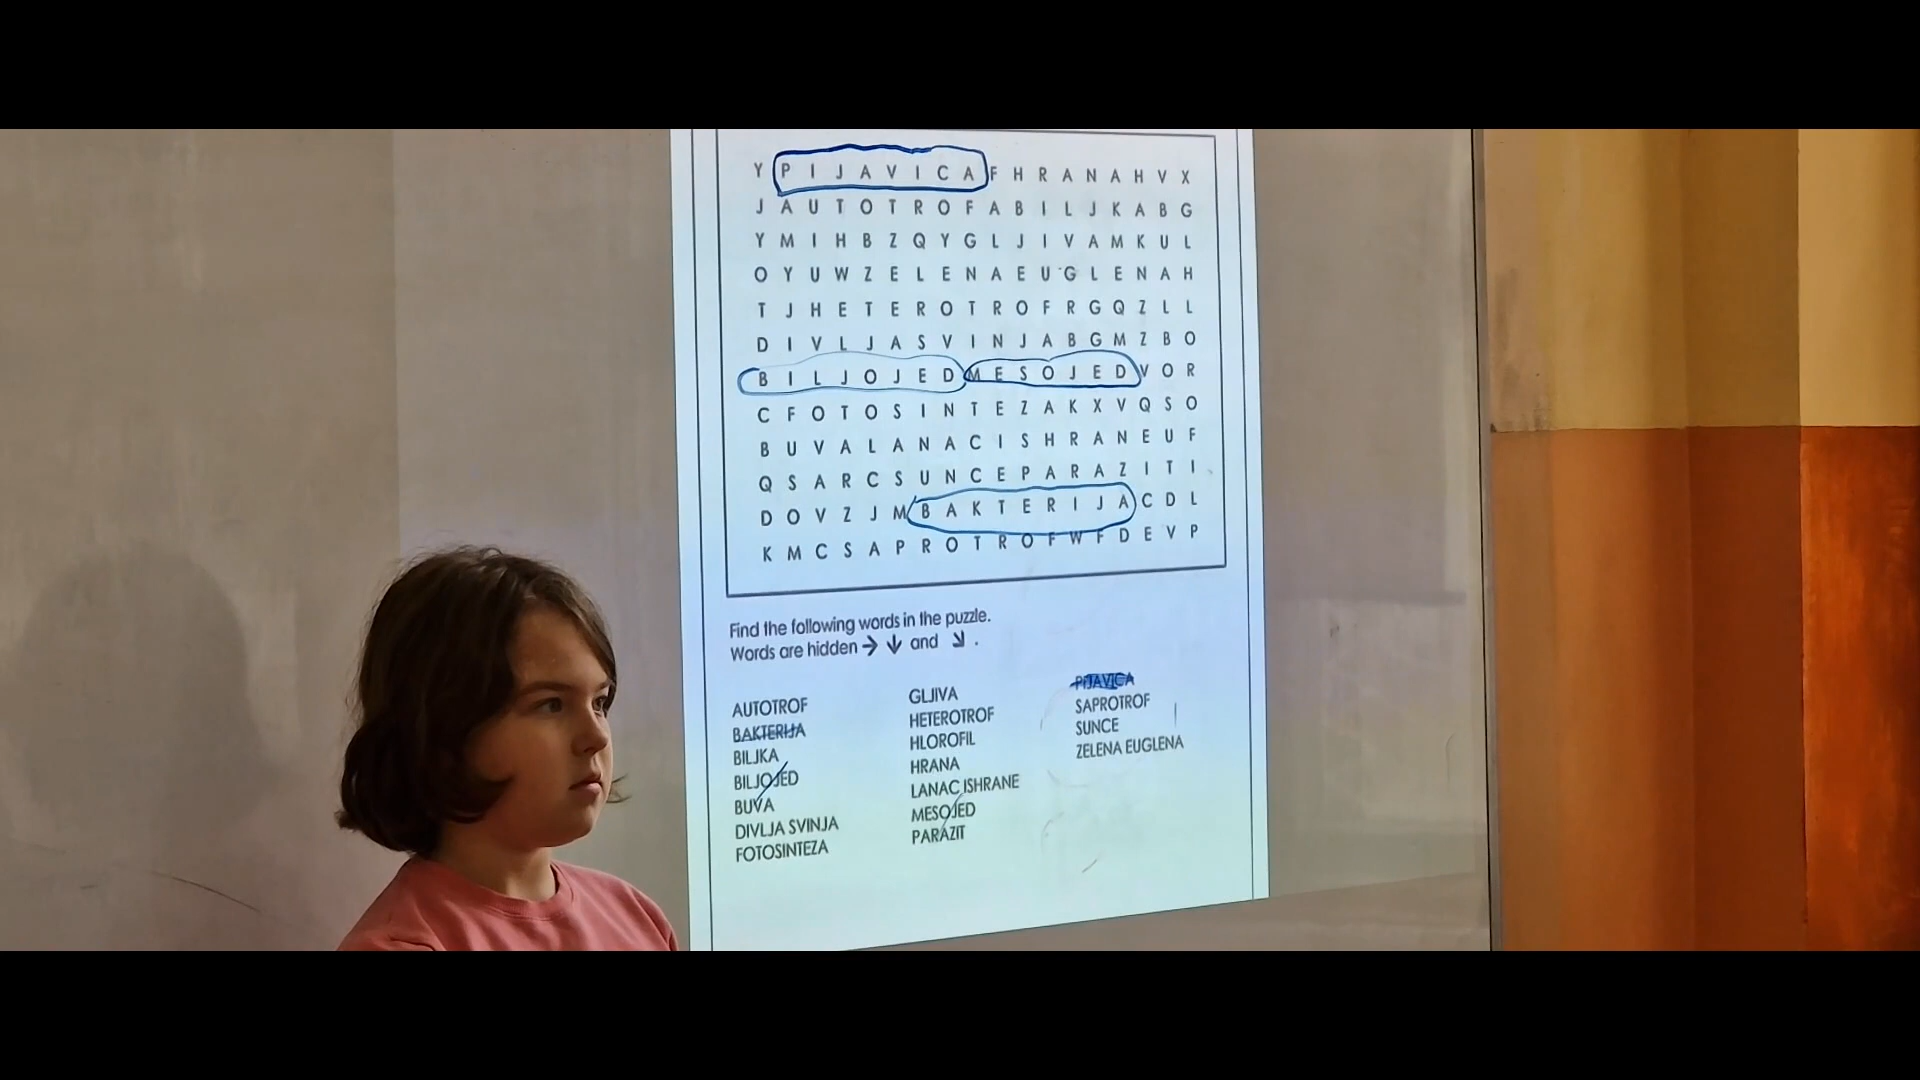 Y P I J A V I C A F H R A N A H V X
J A U T O T R O F A B I L J K A B G
Y M I H B Z Q Y G L J I V A M K U L
O Y U W Z E L E N A E U G L E N A H
T J H E T E R O T R O F R G Q Z L L
D I V L J A S V I N J A B G M Z B O
B I L J O J E D M E S O J E D V O R
C F O T O S I N T E Z A K X V Q S O
B U V A L A N A C I S H R A N E U F
Q S A R C S U N C E P A R A Z I T I
D O V Z J M B A K T E R I J A C D L
K M C S A P R O T R O F W F D E V P
Find the following words in the puzzle.
Words are hidden → ↓ and ↘ .
AUTOTROF
BAKTERIJA
BILJKA
BILJOJED
BUVA
DIVLJA SVINJA
FOTOSINTEZA
GLJIVA
HETEROTROF
HLOROFIL
HRANA
LANAC ISHRANE
MESOJED
PARAZIT
PIJAVICA
SAPROTROF
SUNCE
ZELENA EUGLENA